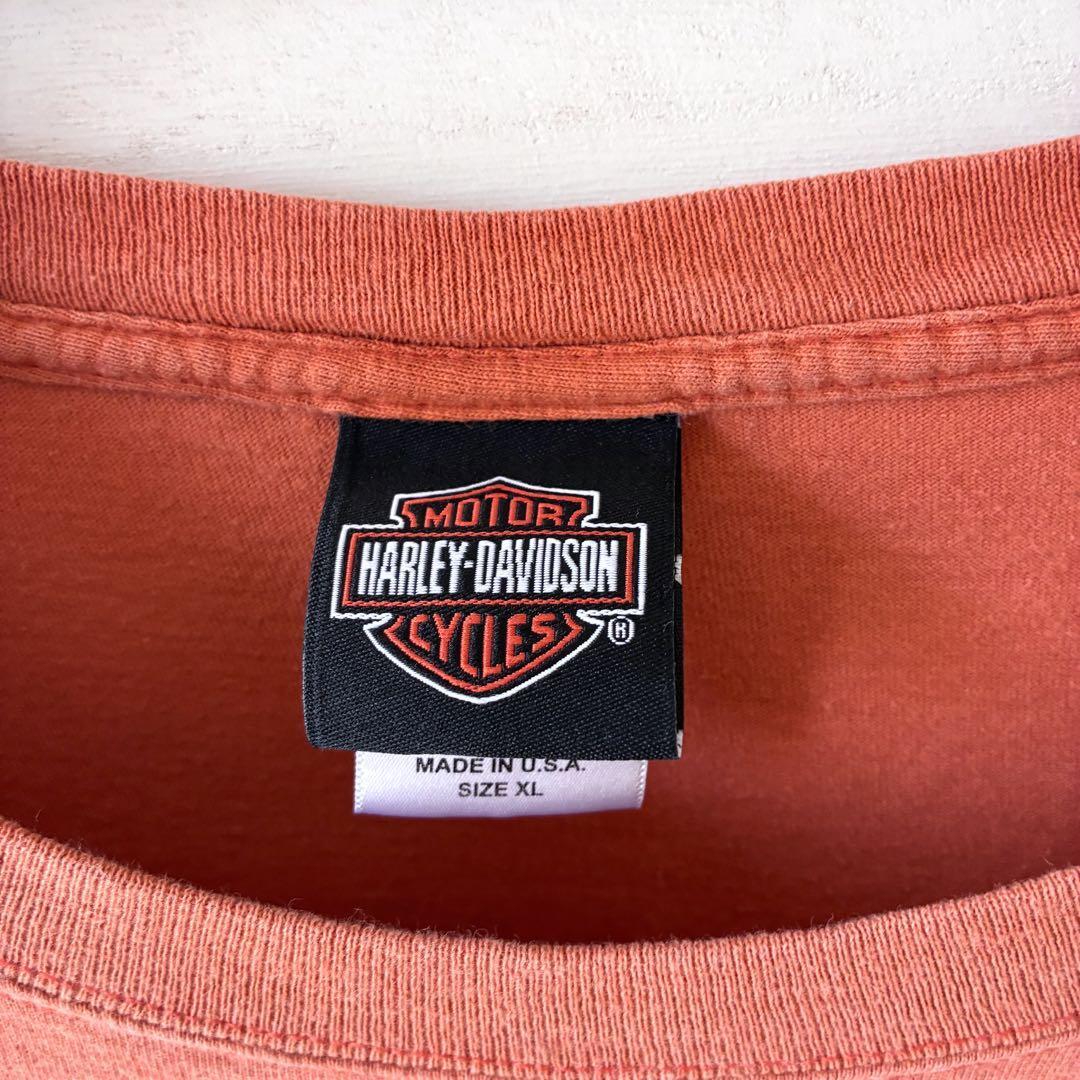 MOTOR
HARLEY-DAVIDSON
CYCLES
®
MADE IN U.S.A.
SIZE XL